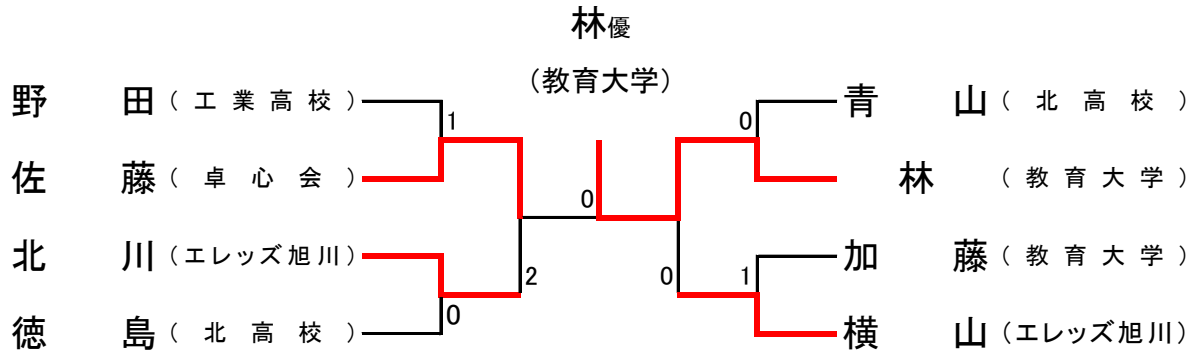 林優
(教育大学)
野田(工業高校)
青山(北高校)
1
0
佐藤(卓心会)
林(教育大学)
0
北川(エレッズ旭川)
加藤(教育大学)
2
0
1
0
徳島(北高校)
横山(エレッズ旭川)